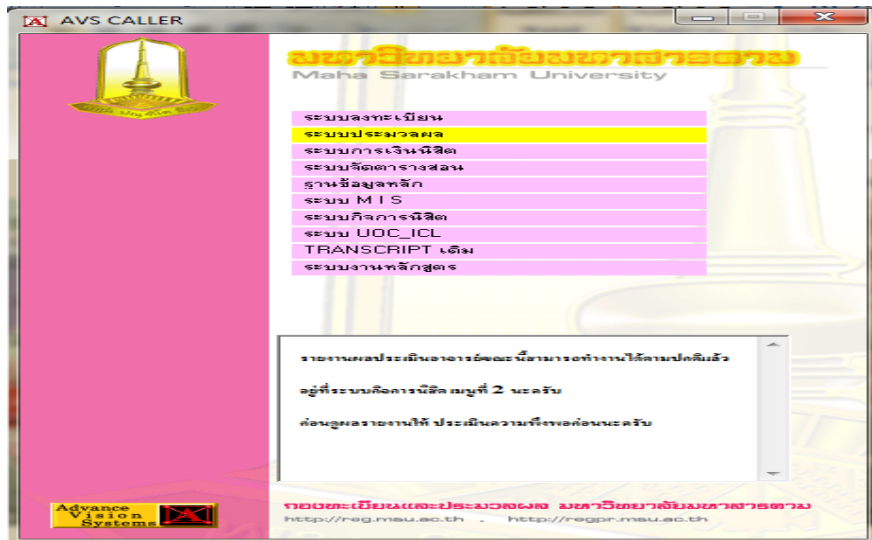 AVS CALLER
มหาวิทยาลัยมหาสารคาม
Maha Sarakham University
ระบบลงทะเบียน
ระบบประมวลผล
ระบบการเงินนิสิต
ระบบจัดตารางสอน
ฐานข้อมูลหลัก
ระบบ M I S
ระบบกิจการนิสิต
ระบบ UOC_ICL
TRANSCRIPT เดิม
ระบบงานหลักสูตร
รายงานผลประเมินอาจารย์ขณะนี้สามารถทำงานได้ตามปกติแล้ว
อยู่ที่ระบบกิจการนิสิต เมนูที่ 2 นะครับ
ก่อนดูผลรายงานให้ ประเมินความพึงพอก่อนนะครับ
Advance
Vision
Systems
กองทะเบียนและประมวลผล มหาวิทยาลัยมหาสารคาม
http://reg.msu.ac.th , http://regpr.msu.ac.th